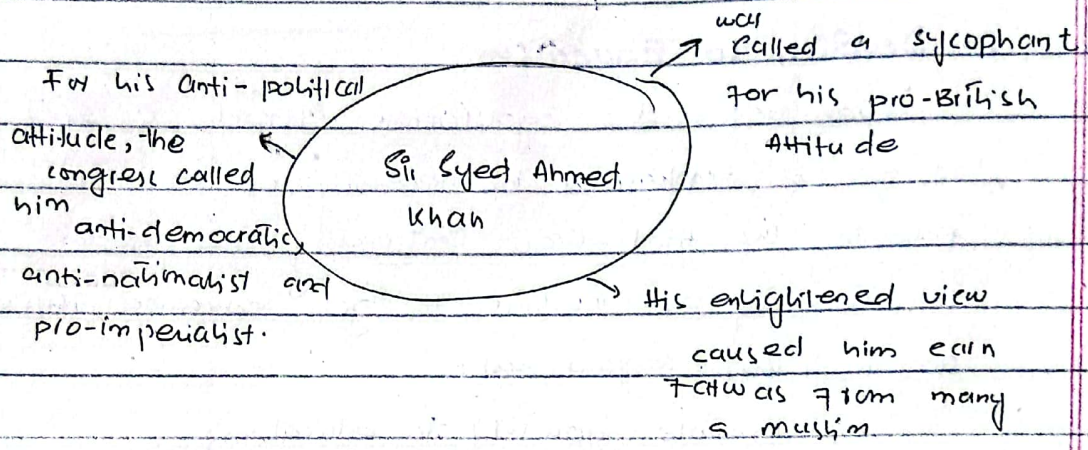 was
called a sycophant
for his pro-British
Attitude
For his anti-political
attitude, the
congress called
him
anti-democratic,
anti-nationalist and
pro-imperialist.
Sir Syed Ahmed
Khan
His enlightened view
caused him earn
Fatwas from many
a muslim